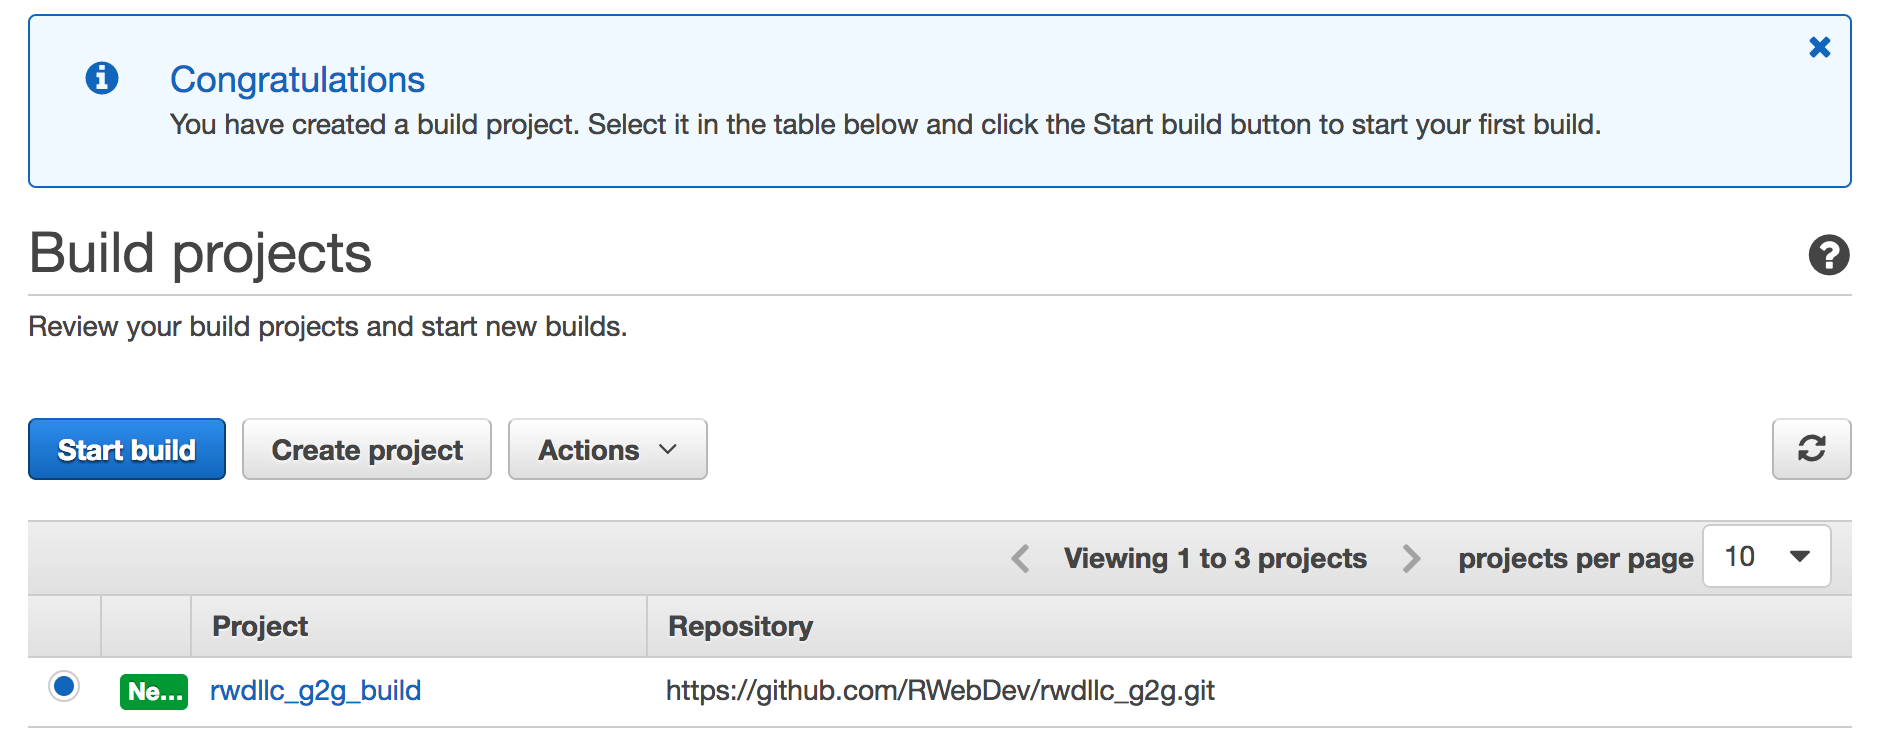 Congratulations
You have created a build project. Select it in the table below and click the Start build button to start your first build.
Build projects
Review your build projects and start new builds.
Start build Create project Actions
Viewing 1 to 3 projects projects per page 10
Project Repository
Ne... rwdllc_g2g_build https://github.com/RWebDev/rwdllc_g2g.git